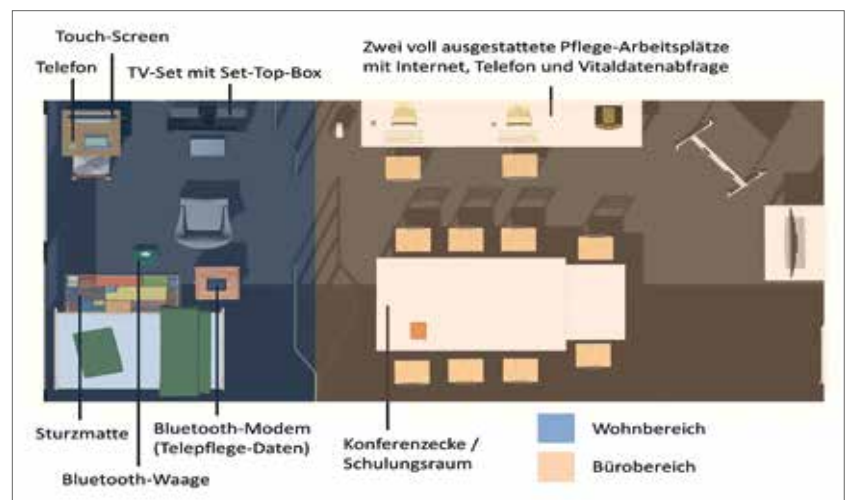 Touch-Screen
Telefon
TV-Set mit Set-Top-Box
Zwei voll ausgestattete Pflege-Arbeitsplätze
mit Internet, Telefon und Vitaldatenabfrage
Sturzmatte
Bluetooth-Waage
Bluetooth-Modem
(Telepflege-Daten)
Konferenzecke /
Schulungsraum
Wohnbereich
Bürobereich